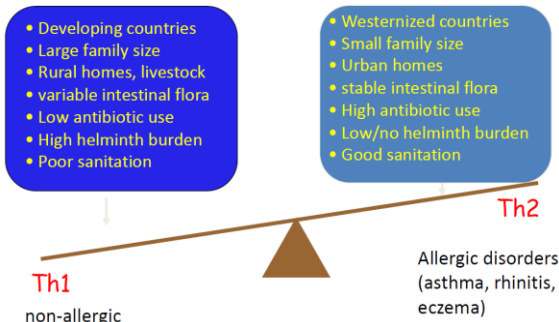 • Developing countries
• Large family size
• Rural homes, livestock
• variable intestinal flora
• Low antibiotic use
• High helminth burden
• Poor sanitation
• Westernized countries
• Small family size
• Urban homes
• stable intestinal flora
• High antibiotic use
• Low/no helminth burden
• Good sanitation
Th1
non-allergic
Th2
Allergic disorders
(asthma, rhinitis,
eczema)